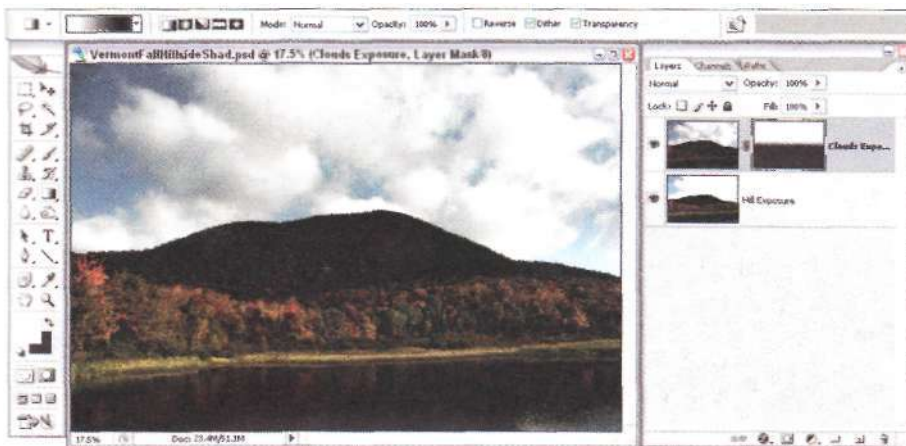 Mode: Normal Opacity: 100% Reverse Dither Transparency
VermontFallHillsideShad.psd @ 17.5% (Clouds Exposure, Layer Mask/8)
Layers Channels Paths
Normal Opacity: 100%
Lock: Fill: 100%
Clouds Expo...
Hill Exposure
17.5% Doc: 23.4M/51.1M